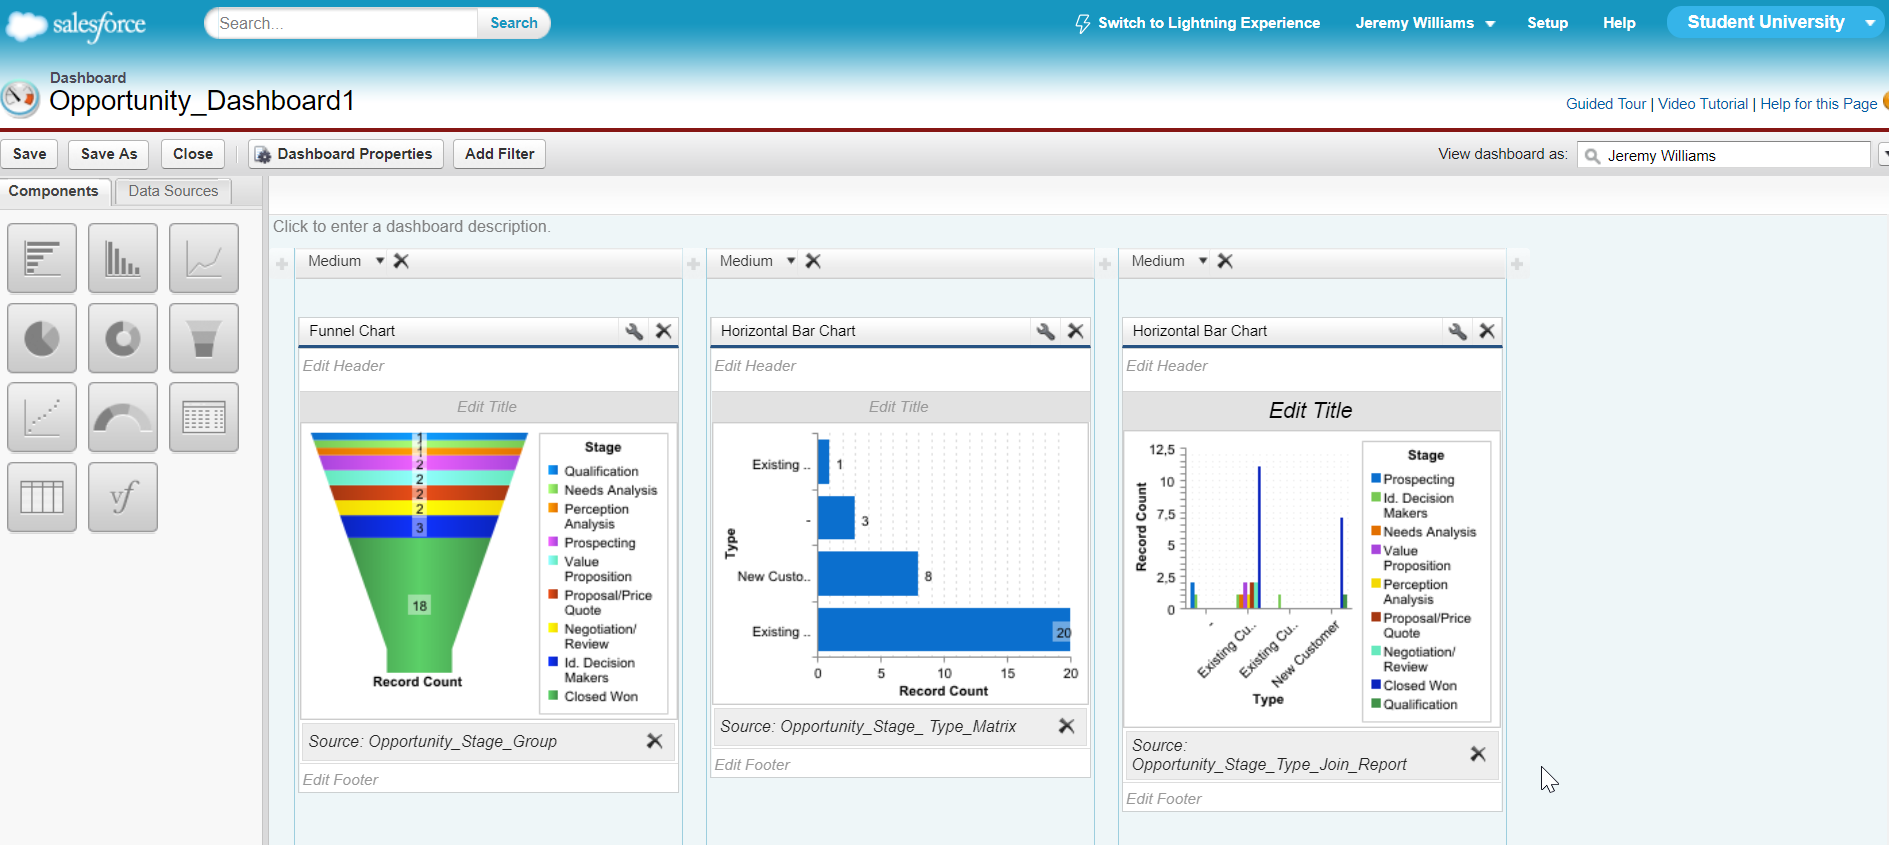 salesforce
Search...
Search
Switch to Lightning Experience
Jeremy Williams
Setup
Help
Student University
Dashboard
Opportunity_Dashboard1
Guided Tour | Video Tutorial | Help for this Page
Save
Save As
Close
Dashboard Properties
Add Filter
View dashboard as:
Jeremy Williams
Components
Data Sources
vf
Click to enter a dashboard description.
Medium
Medium
Medium
Funnel Chart
Edit Header
Edit Title
1
1
2
2
2
2
3
18
Record Count
Stage
Qualification
Needs Analysis
Perception
Analysis
Prospecting
Value
Proposition
Proposal/Price
Quote
Negotiation/
Review
Id. Decision
Makers
Closed Won
Source: Opportunity_Stage_Group
Edit Footer
Horizontal Bar Chart
Edit Header
Edit Title
Type
Existing ..
1
-
3
New Custo..
8
Existing ..
20
0
5
10
15
20
Record Count
Source: Opportunity_Stage_ Type_Matrix
Edit Footer
Horizontal Bar Chart
Edit Header
Edit Title
Record Count
12,5
10
7,5
5
2,5
0
-
Existing Cu..
Existing Cu..
New Customer
Type
Stage
Prospecting
Id. Decision
Makers
Needs Analysis
Value
Proposition
Perception
Analysis
Proposal/Price
Quote
Negotiation/
Review
Closed Won
Qualification
Source:
Opportunity_Stage_Type_Join_Report
Edit Footer